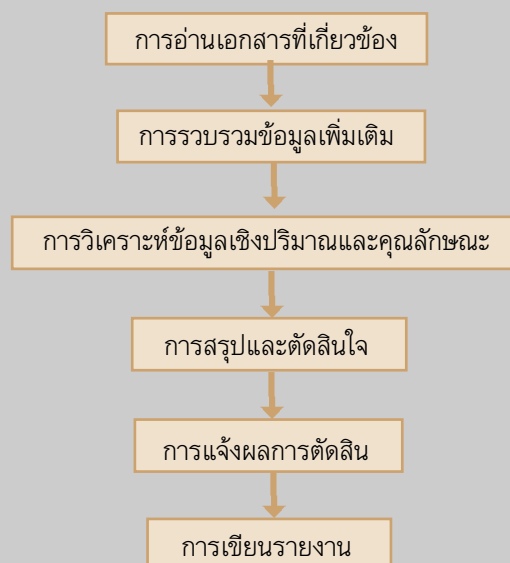 การอ่านเอกสารที่เกี่ยวข้อง
การรวบรวมข้อมูลเพิ่มเติม
การวิเคราะห์ข้อมูลเชิงปริมาณและคุณลักษณะ
การสรุปและตัดสินใจ
การแจ้งผลการตัดสิน
การเขียนรายงาน